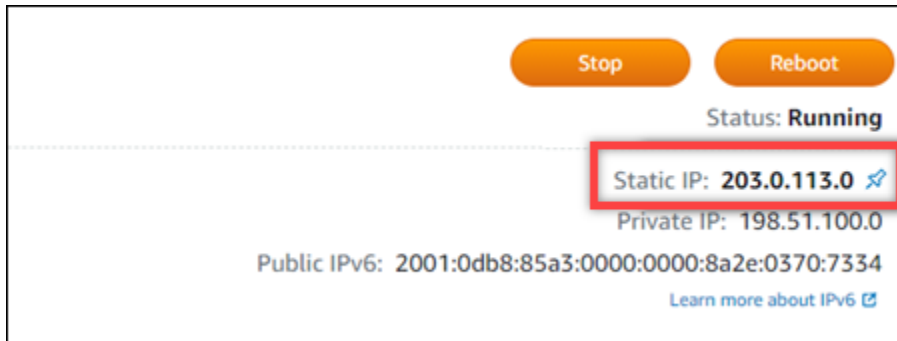 Stop Reboot
Status: Running
Static IP: 203.0.113.0
Private IP: 198.51.100.0
Public IPv6: 2001:0db8:85a3:0000:0000:8a2e:0370:7334
Learn more about IPv6